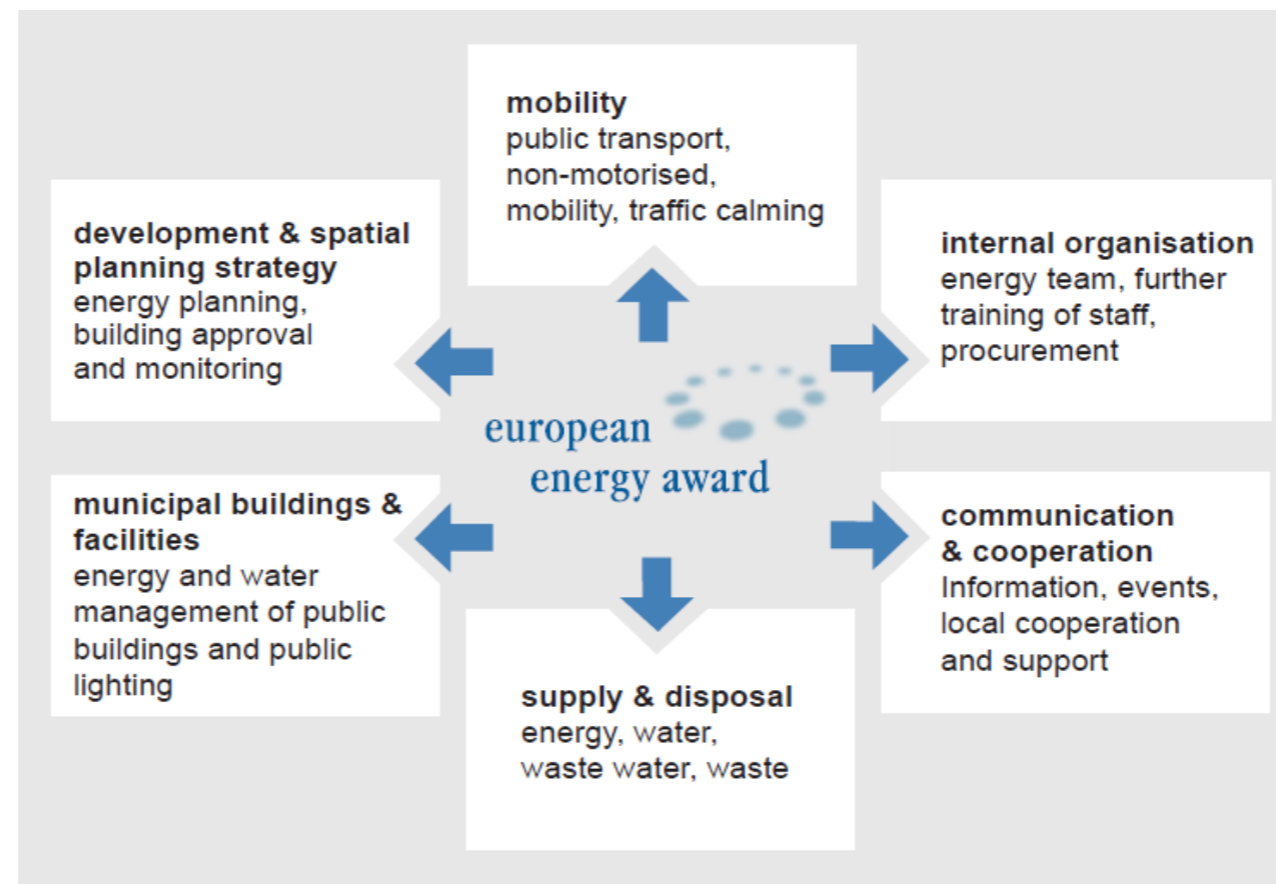 mobility
public transport,
non-motorised,
mobility, traffic calming
development & spatial
planning strategy
energy planning,
building approval
and monitoring
internal organisation
energy team, further
training of staff,
procurement
european
energy award
municipal buildings &
facilities
energy and water
management of public
buildings and public
lighting
communication
& cooperation
Information, events,
local cooperation
and support
supply & disposal
energy, water,
waste water, waste